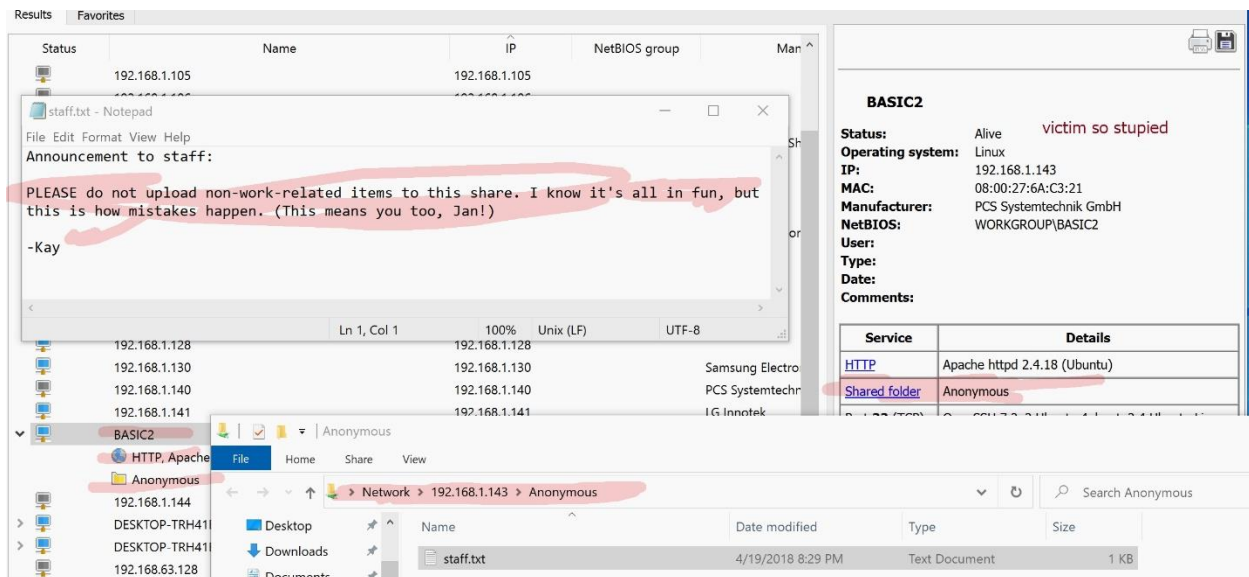 Results Favorites
Status Name IP NetBIOS group Man
192.168.1.105 192.168.1.105
staff.txt - Notepad
File Edit Format View Help
Announcement to staff:
PLEASE do not upload non-work-related items to this share. I know it's all in fun, but
this is how mistakes happen. (This means you too, Jan!)
-Kay
Ln 1, Col 1 100% Unix (LF) UTF-8
192.168.1.128 192.168.1.128
192.168.1.130 192.168.1.130 Samsung Electro
192.168.1.140 192.168.1.140 PCS Systemtechn
192.168.1.141 192.168.1.141 LG Innotek
BASIC2
HTTP, Apache
Anonymous
192.168.1.144
DESKTOP-TRH41
DESKTOP-TRH41
192.168.63.128
BASIC2
victim so stupied
Status: Alive
Operating system: Linux
IP: 192.168.1.143
MAC: 08:00:27:6A:C3:21
Manufacturer: PCS Systemtechnik GmbH
NetBIOS: WORKGROUP\BASIC2
User:
Type:
Date:
Comments:
Service Details
HTTP Apache httpd 2.4.18 (Ubuntu)
Shared folder Anonymous
Anonymous
File Home Share View
Network > 192.168.1.143 > Anonymous
Search Anonymous
Desktop
Downloads
Documents
Name Date modified Type Size
staff.txt 4/19/2018 8:29 PM Text Document 1 KB